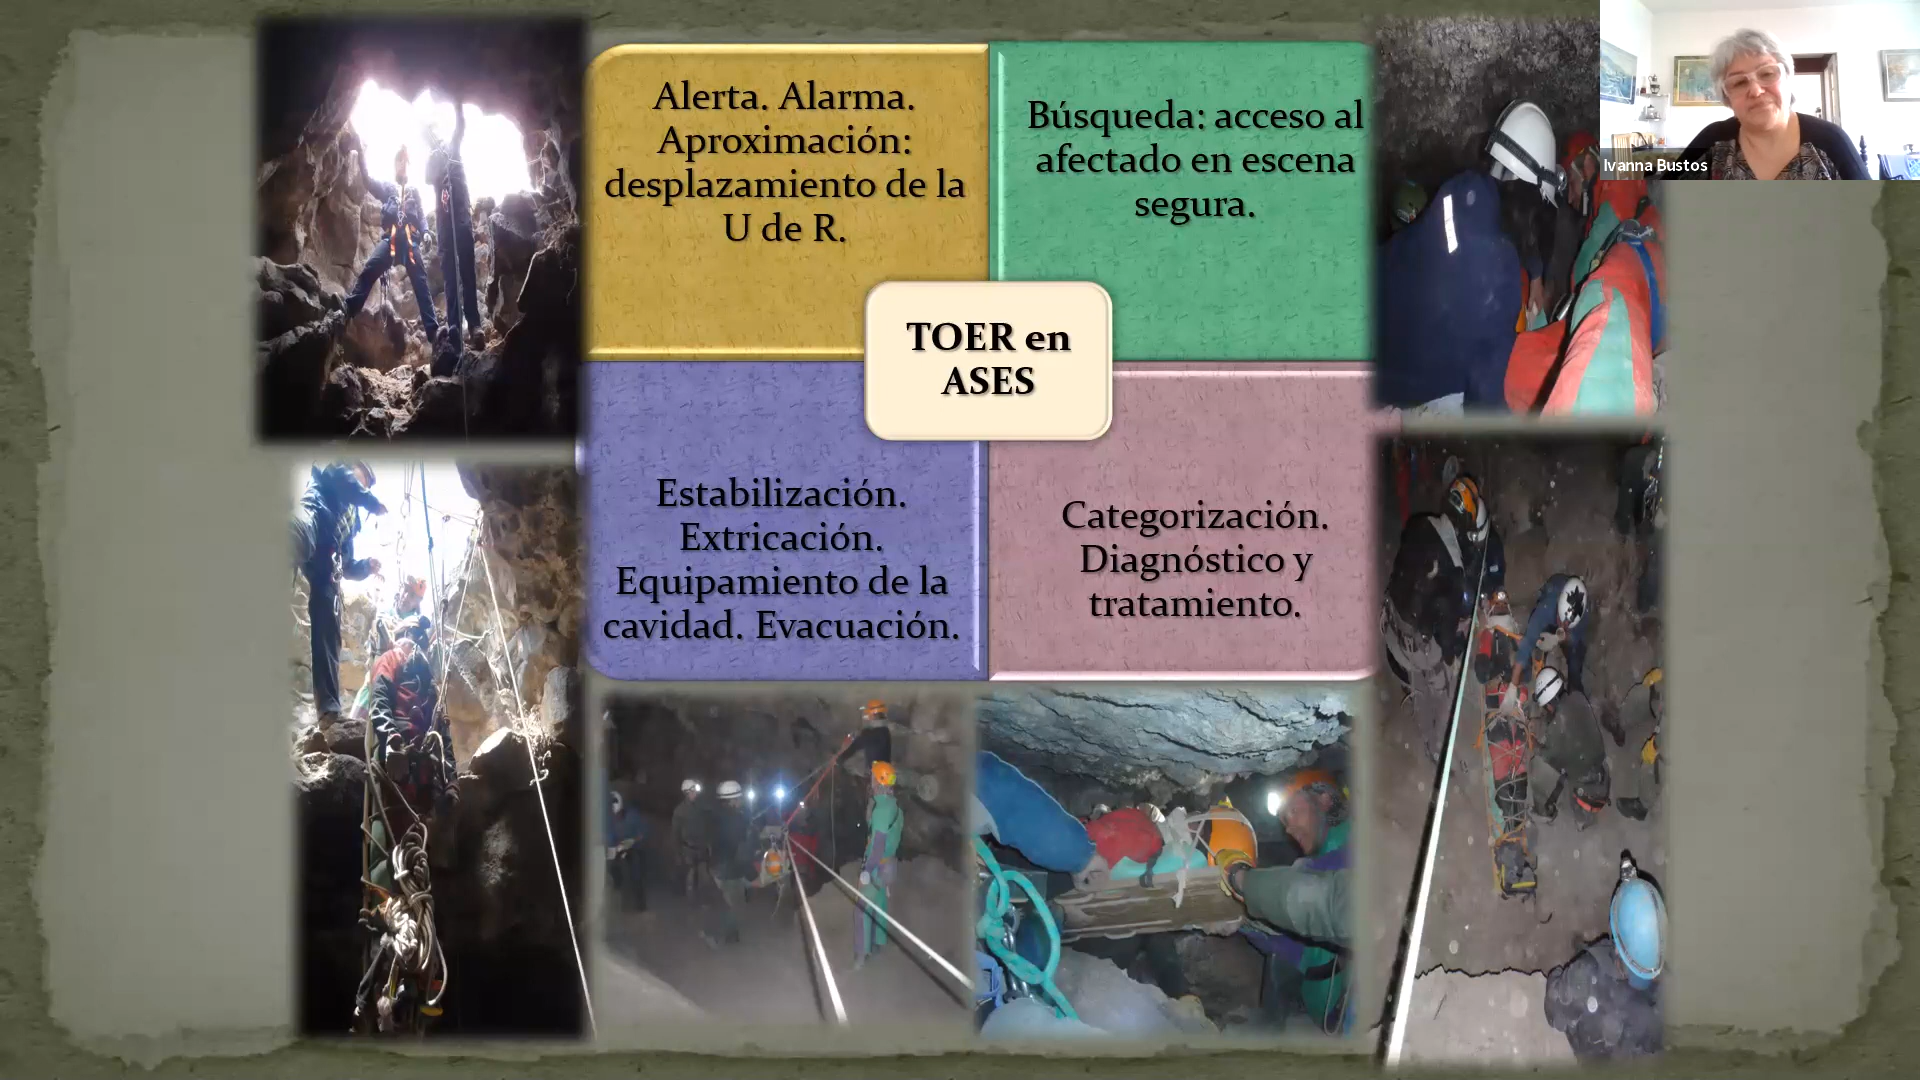 Alerta. Alarma.
Aproximación:
desplazamiento de la
U de R.
Búsqueda: acceso al
afectado en escena
segura.
Ivanna Bustos
TOER en
ASES
Estabilización.
Extricación.
Equipamiento de la
cavidad. Evacuación.
Categorización.
Diagnóstico y
tratamiento.